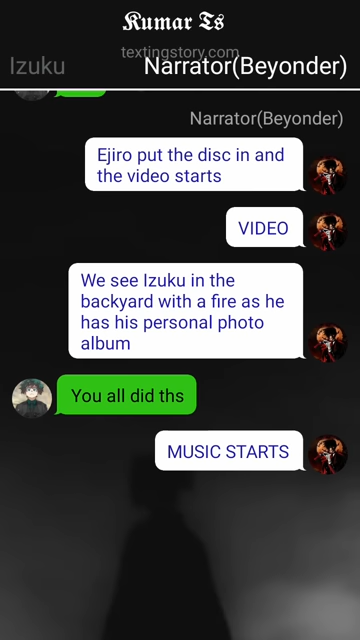 Kumar Ts
textingstory.com
Izuku
Narrator(Beyonder)
Narrator(Beyonder)
Ejiro put the disc in and
the video starts
VIDEO
We see Izuku in the
backyard with a fire as he
has his personal photo
album
You all did ths
MUSIC STARTS